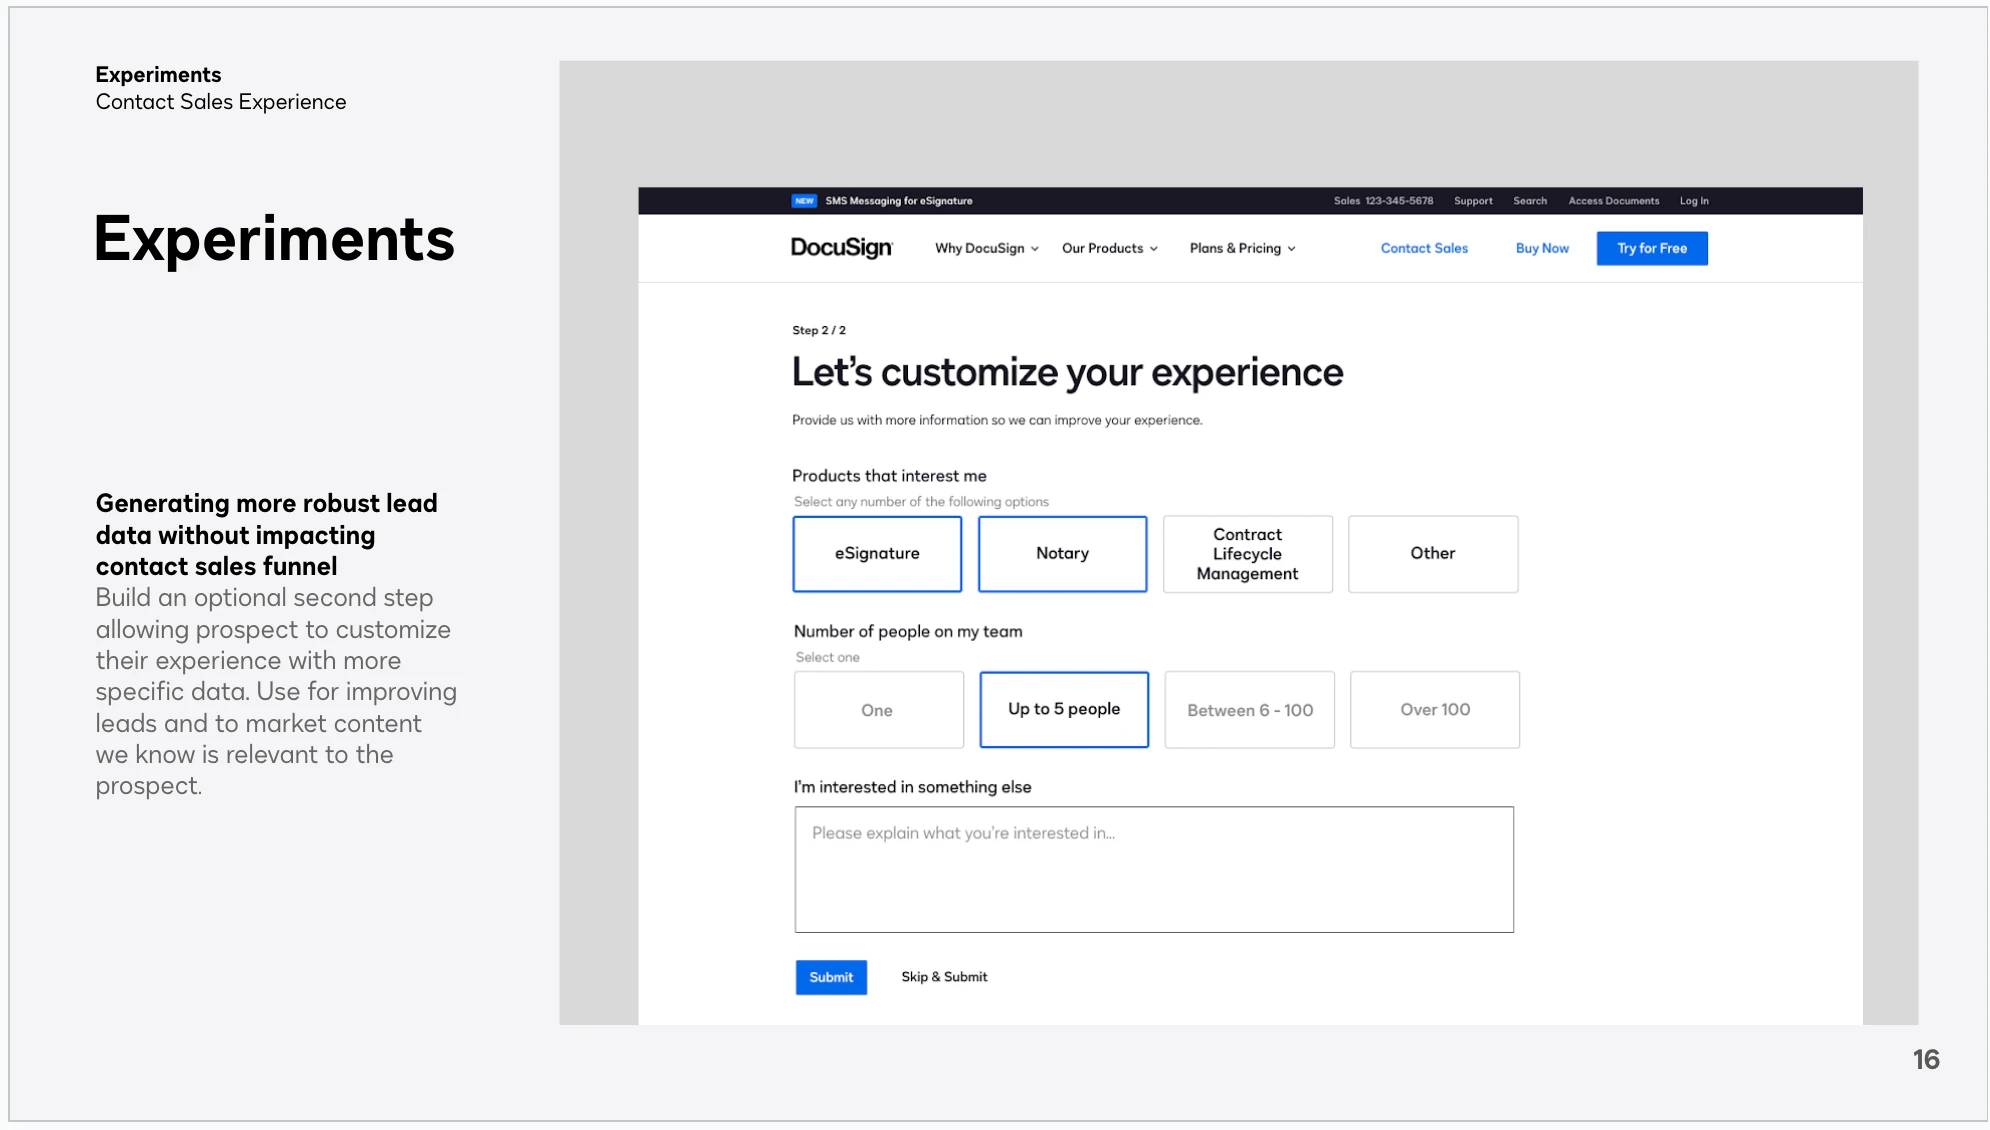 Experiments
Contact Sales Experience
Experiments
Generating more robust lead
data without impacting
contact sales funnel
Build an optional second step
allowing prospect to customize
their experience with more
specific data. Use for improving
leads and to market content
we know is relevant to the
prospect.
NEW SMS Messaging for eSignature Sales 123-345-5678 Support Search Access Documents Log In
DocuSign Why DocuSign Our Products Plans & Pricing Contact Sales Buy Now Try for Free
Step 2 / 2
Let's customize your experience
Provide us with more information so we can improve your experience.
Products that interest me
Select any number of the following options
eSignature
Notary
Contract
Lifecycle
Management
Other
Number of people on my team
Select one
One
Up to 5 people
Between 6 - 100
Over 100
I'm interested in something else
Please explain what you're interested in...
Submit Skip & Submit
16